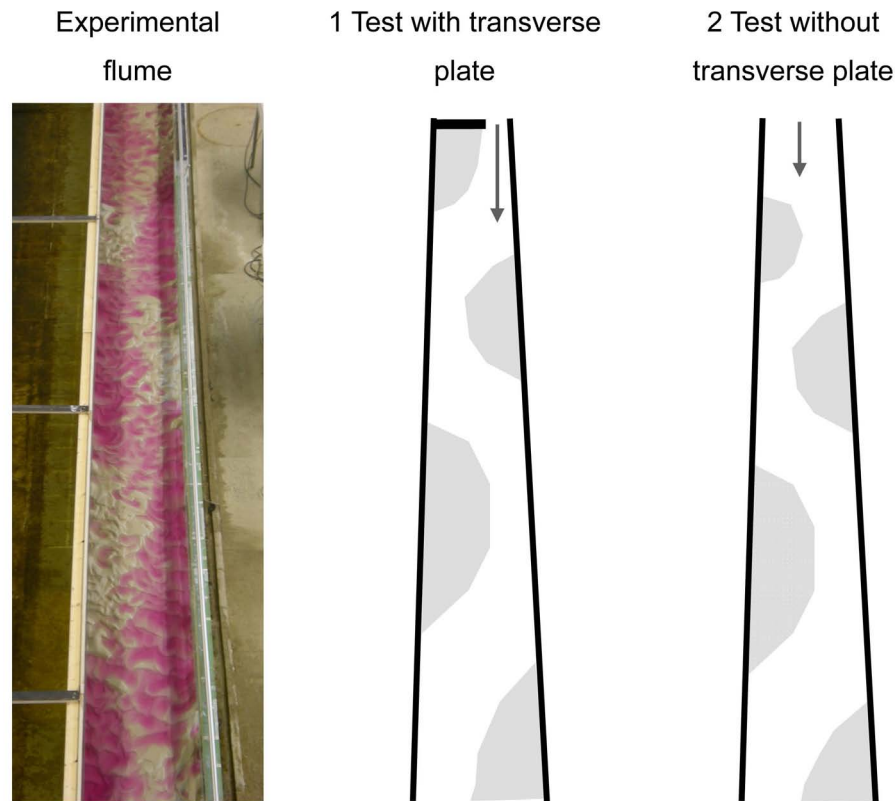 Experimental
flume
1 Test with transverse
plate
2 Test without
transverse plate